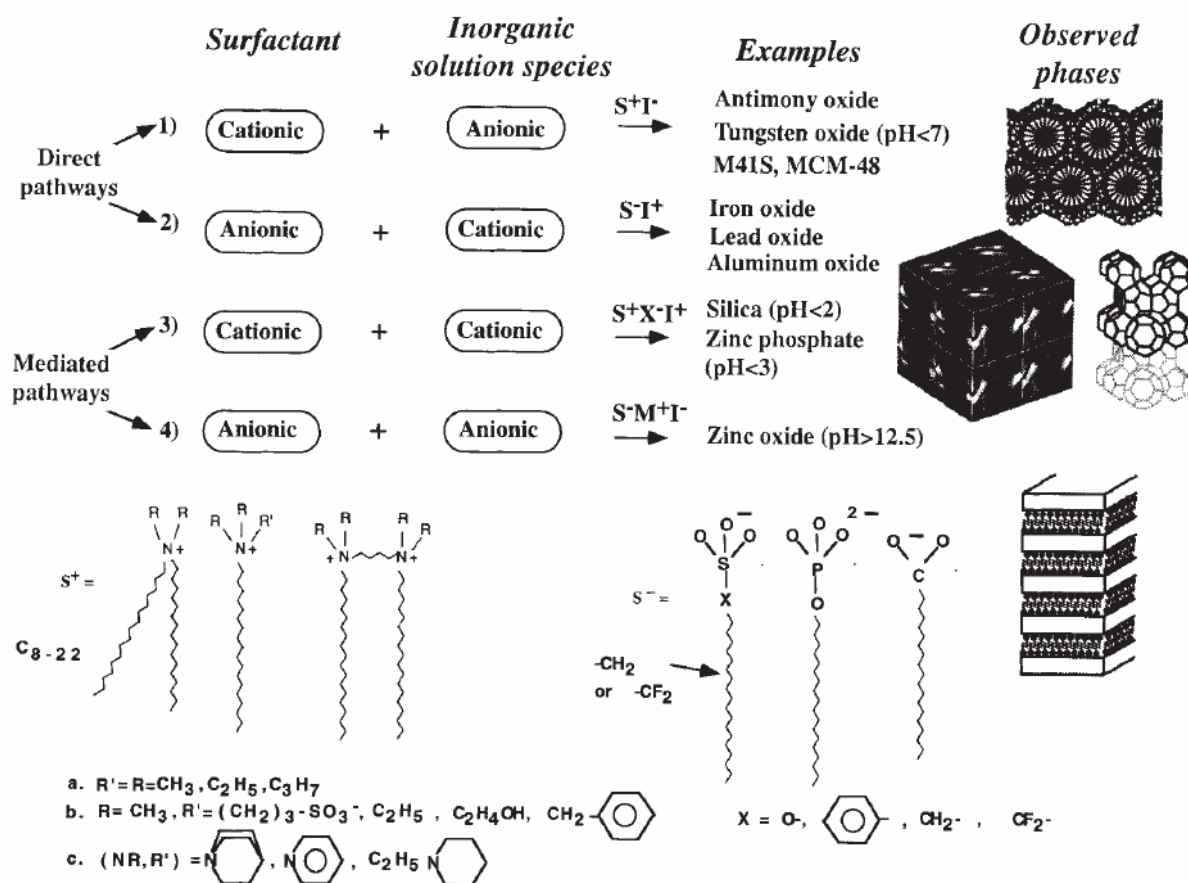 Surfactant
Inorganic
solution species
Examples
Observed
phases
Direct
pathways
1) Cationic + Anionic S⁺I⁻
Antimony oxide
Tungsten oxide (pH<7)
M41S, MCM-48
2) Anionic + Cationic S⁻I⁺
Iron oxide
Lead oxide
Aluminum oxide
Mediated
pathways
3) Cationic + Cationic S⁺X⁻I⁺
Silica (pH<2)
Zinc phosphate
(pH<3)
4) Anionic + Anionic S⁻M⁺I⁻
Zinc oxide (pH>12.5)
S⁺ =
R R
N+
R R R'
N+
R R R R
+ N N +
C₈₋₂₂
S⁻ =
O O⁻ O
S
X
O O O 2−
P
O
O − O
C
-CH₂
or -CF₂
a. R'=R=CH₃,C₂H₅,C₃H₇
b. R=CH₃,R'=(CH₂)₃-SO₃⁻, C₂H₅ , C₂H₄OH, CH₂-
c. (NR,R') = N , N , C₂H₅ N
X = O-, - , CH₂- , CF₂-